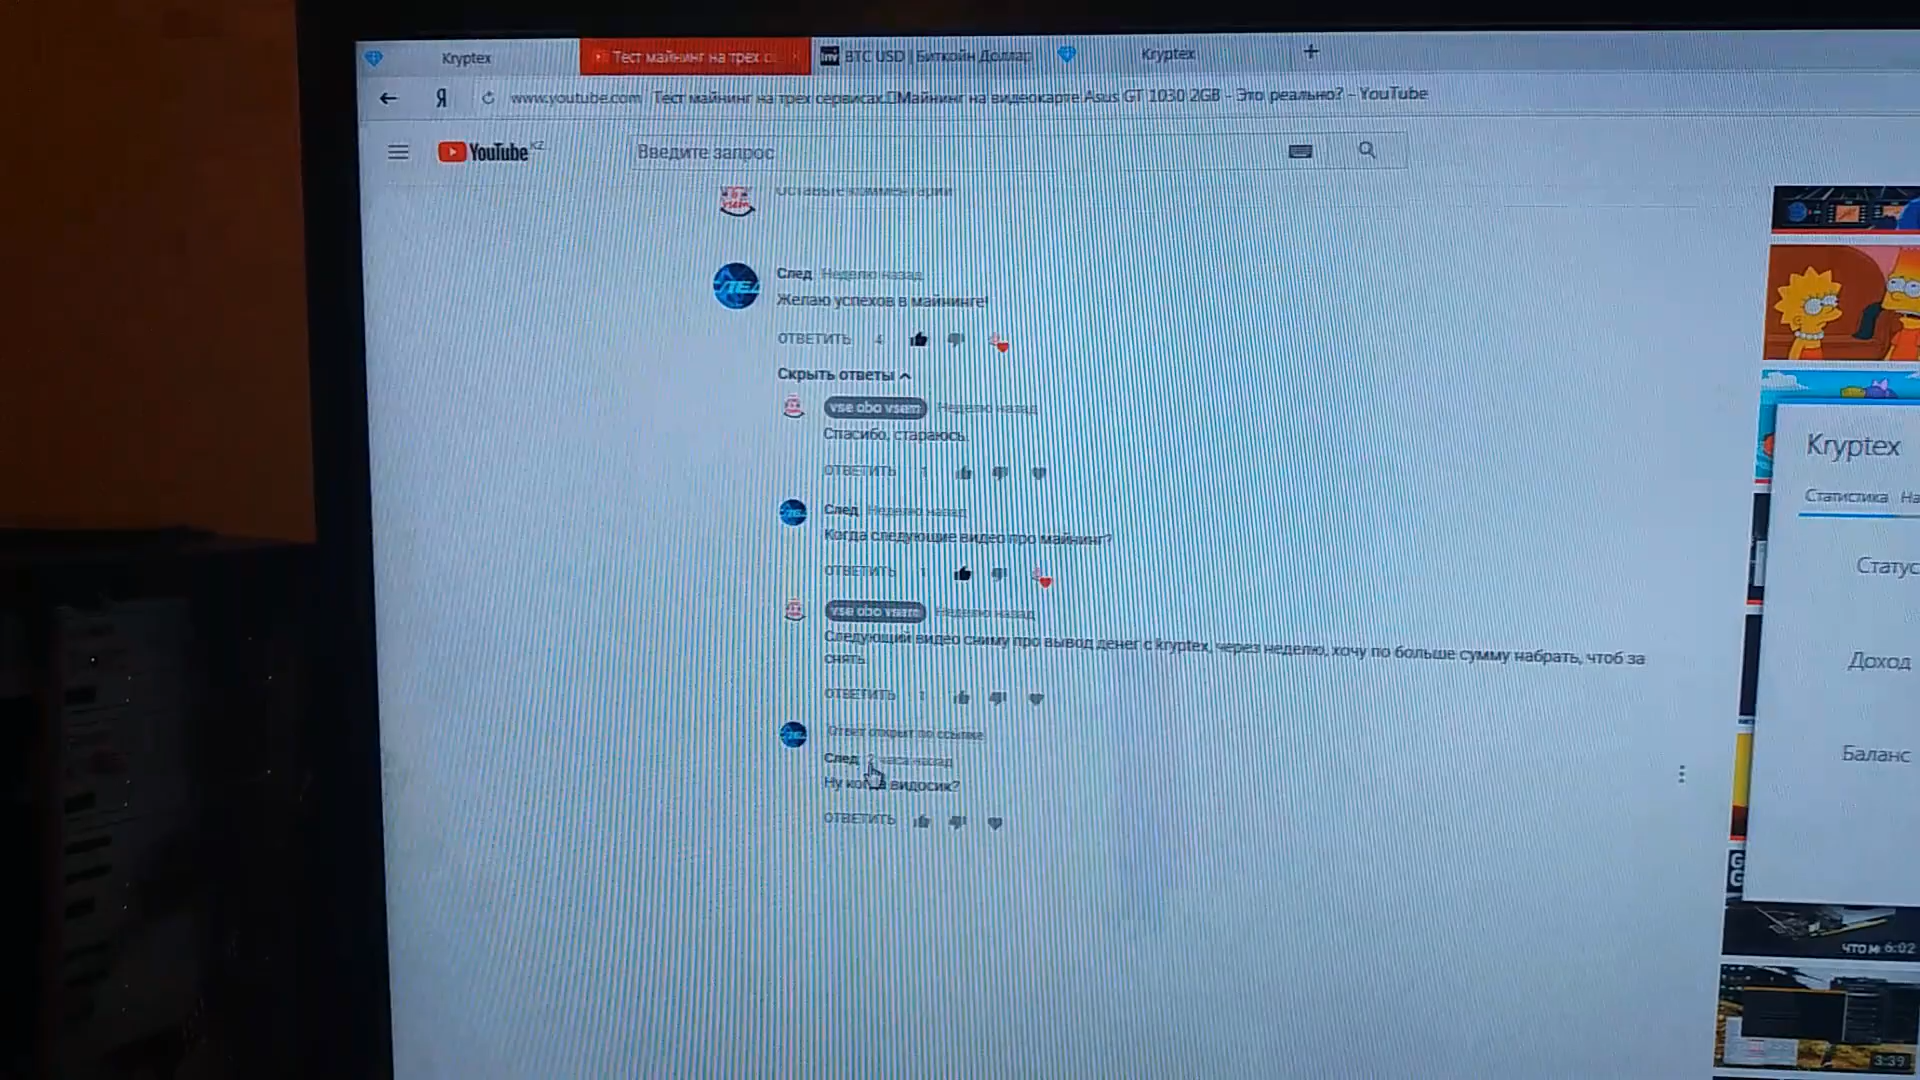 Kryptex
Тест майнинг на трех с
BTC USD | Биткойн Доллар
Kryptex
Я
www.youtube.com
Тест майнинг на трех сервисах.Майнинг на видеокарте Asus GT 1030 2GB - Это реально? - YouTube
YouTube KZ
Введите запрос
Оставьте комментарий
След Неделю назад
Желаю успехов в майнинге!
ОТВЕТИТЬ 4
Скрыть ответы
vse obo vsem Неделю назад
Спасибо, стараюсь.
ОТВЕТИТЬ 1
След Неделю назад
Когда следующие видео про майнинг?
ОТВЕТИТЬ 1
vse obo vsem Неделю назад
Следующий видео сниму про вывод денег с kryptex, через неделю, хочу по больше сумму набрать, чтоб за
снять.
ОТВЕТИТЬ 1
Ответ открыт по ссылке
След 2 часа назад
Ну когда видосик?
ОТВЕТИТЬ
Kryptex
Статистика На
Статус
Доход
Баланс
ЧТО М 6:02
3:39